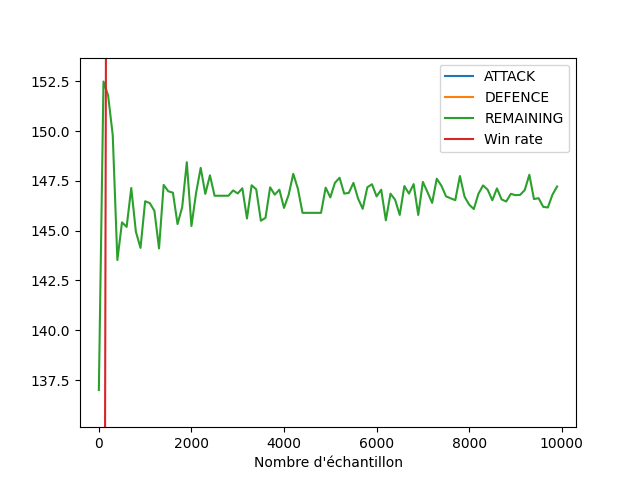 152.5
150.0
147.5
145.0
142.5
140.0
137.5
ATTACK
DEFENCE
REMAINING
Win rate
0 2000 4000 6000 8000 10000
Nombre d'échantillon